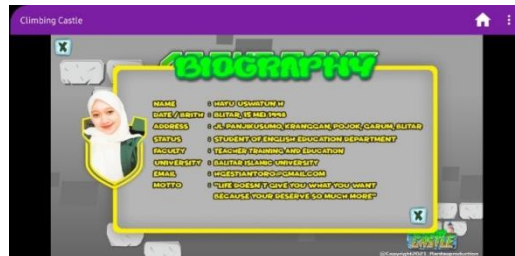 Climbing Castle
BIOGRAPHY
NAME : HAYU USWATUN H
DATE / BRITH : BLITAR, 15 MEI 1998
ADDRESS : JL. PANJIKUSUMO, KRANGGAN, POJOK, GARUM, BLITAR
STATUS : STUDENT OF ENGLISH EDUCATION DEPARTMENT
FACULTY : TEACHER TRAINING AND EDUCATION
UNIVERSITY : BALITAR ISLAMIC UNIVERSITY
EMAIL : HGESTIANTORO@GMAIL.COM
MOTTO : "LIFE DOESN'T GIVE YOU WHAT YOU WANT
BECAUSE YOUR DESERVE SO MUCH MORE"
X
X
CASTLE